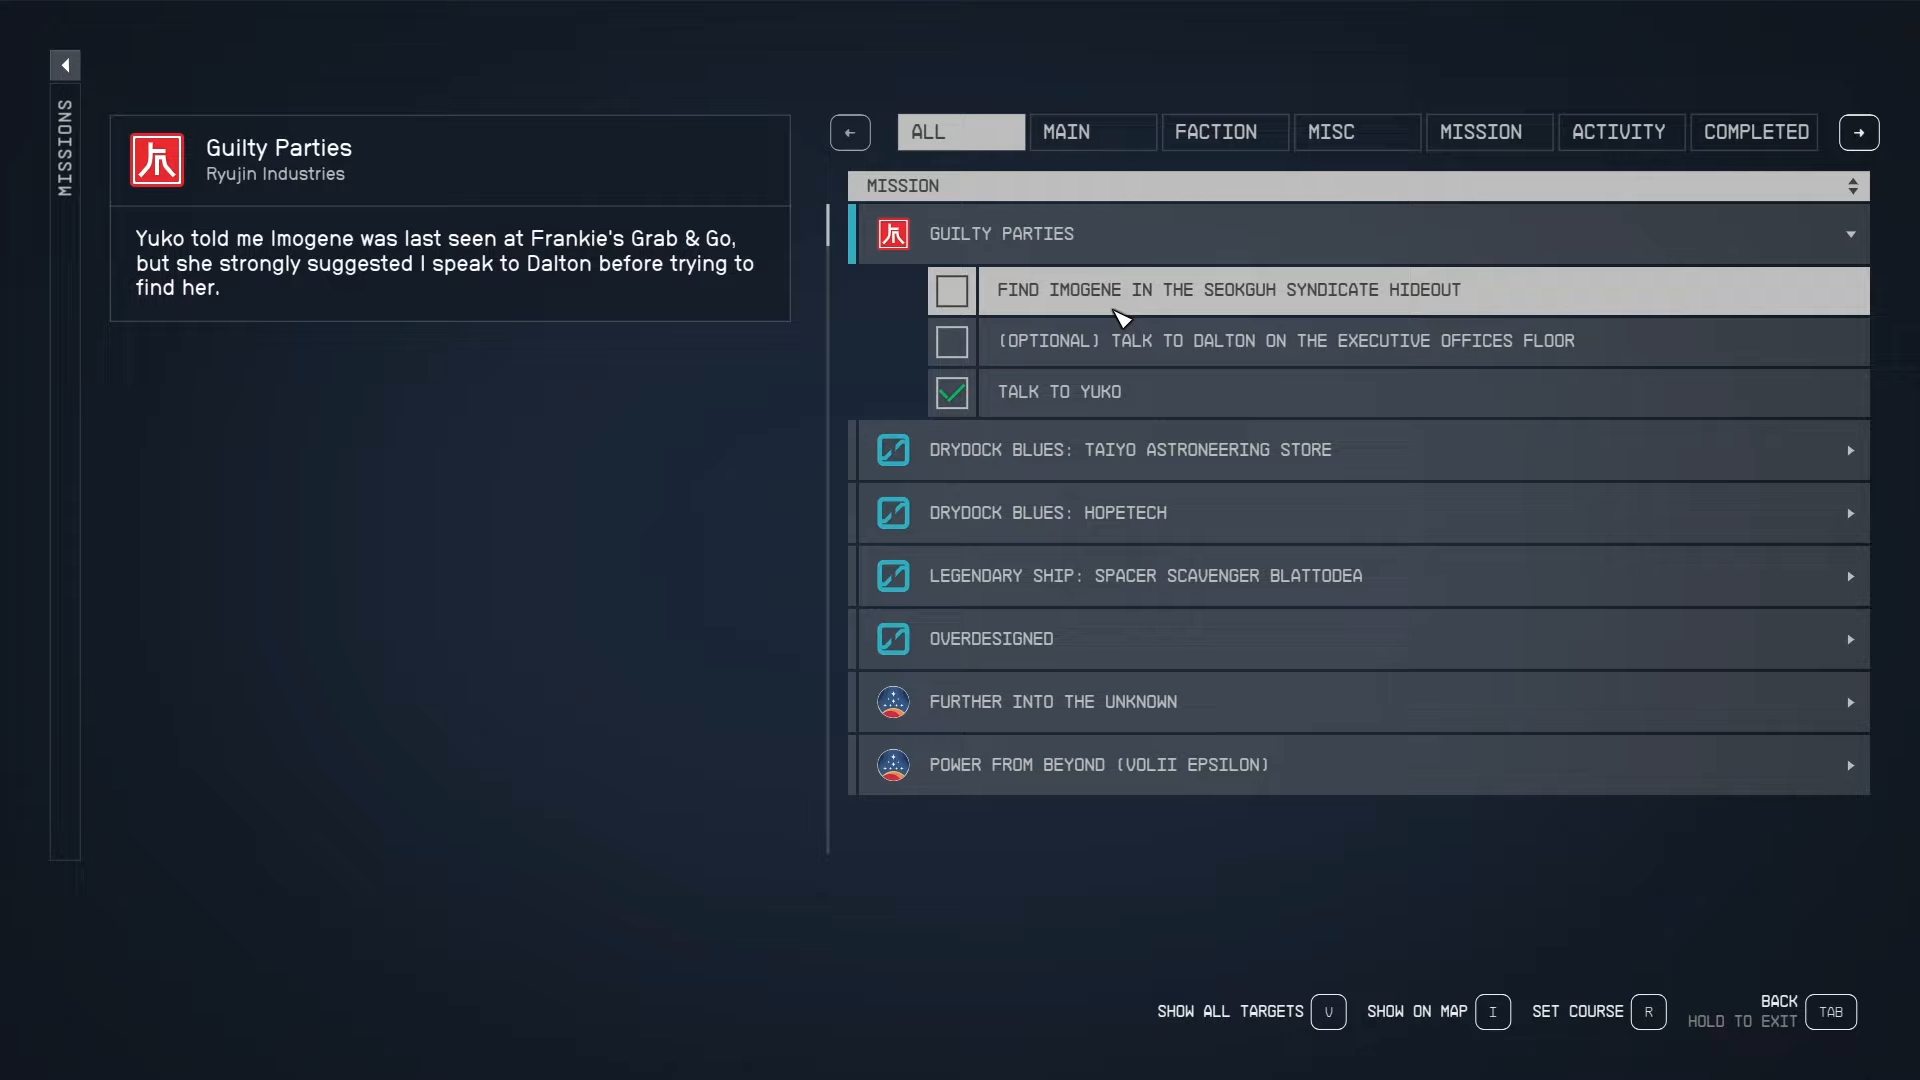 MISSIONS
Guilty Parties
Ryujin Industries
Yuko told me Imogene was last seen at Frankie's Grab & Go,
but she strongly suggested I speak to Dalton before trying to
find her.
ALL MAIN FACTION MISC MISSION ACTIVITY COMPLETED
MISSION
GUILTY PARTIES
FIND IMOGENE IN THE SEOKGUH SYNDICATE HIDEOUT
(OPTIONAL) TALK TO DALTON ON THE EXECUTIVE OFFICES FLOOR
TALK TO YUKO
DRYDOCK BLUES: TAIYO ASTRONEERING STORE
DRYDOCK BLUES: HOPETECH
LEGENDARY SHIP: SPACER SCAVENGER BLATTODEA
OVERDESIGNED
FURTHER INTO THE UNKNOWN
POWER FROM BEYOND (VOLII EPSILON)
SHOW ALL TARGETS V SHOW ON MAP I SET COURSE R BACK TAB
HOLD TO EXIT